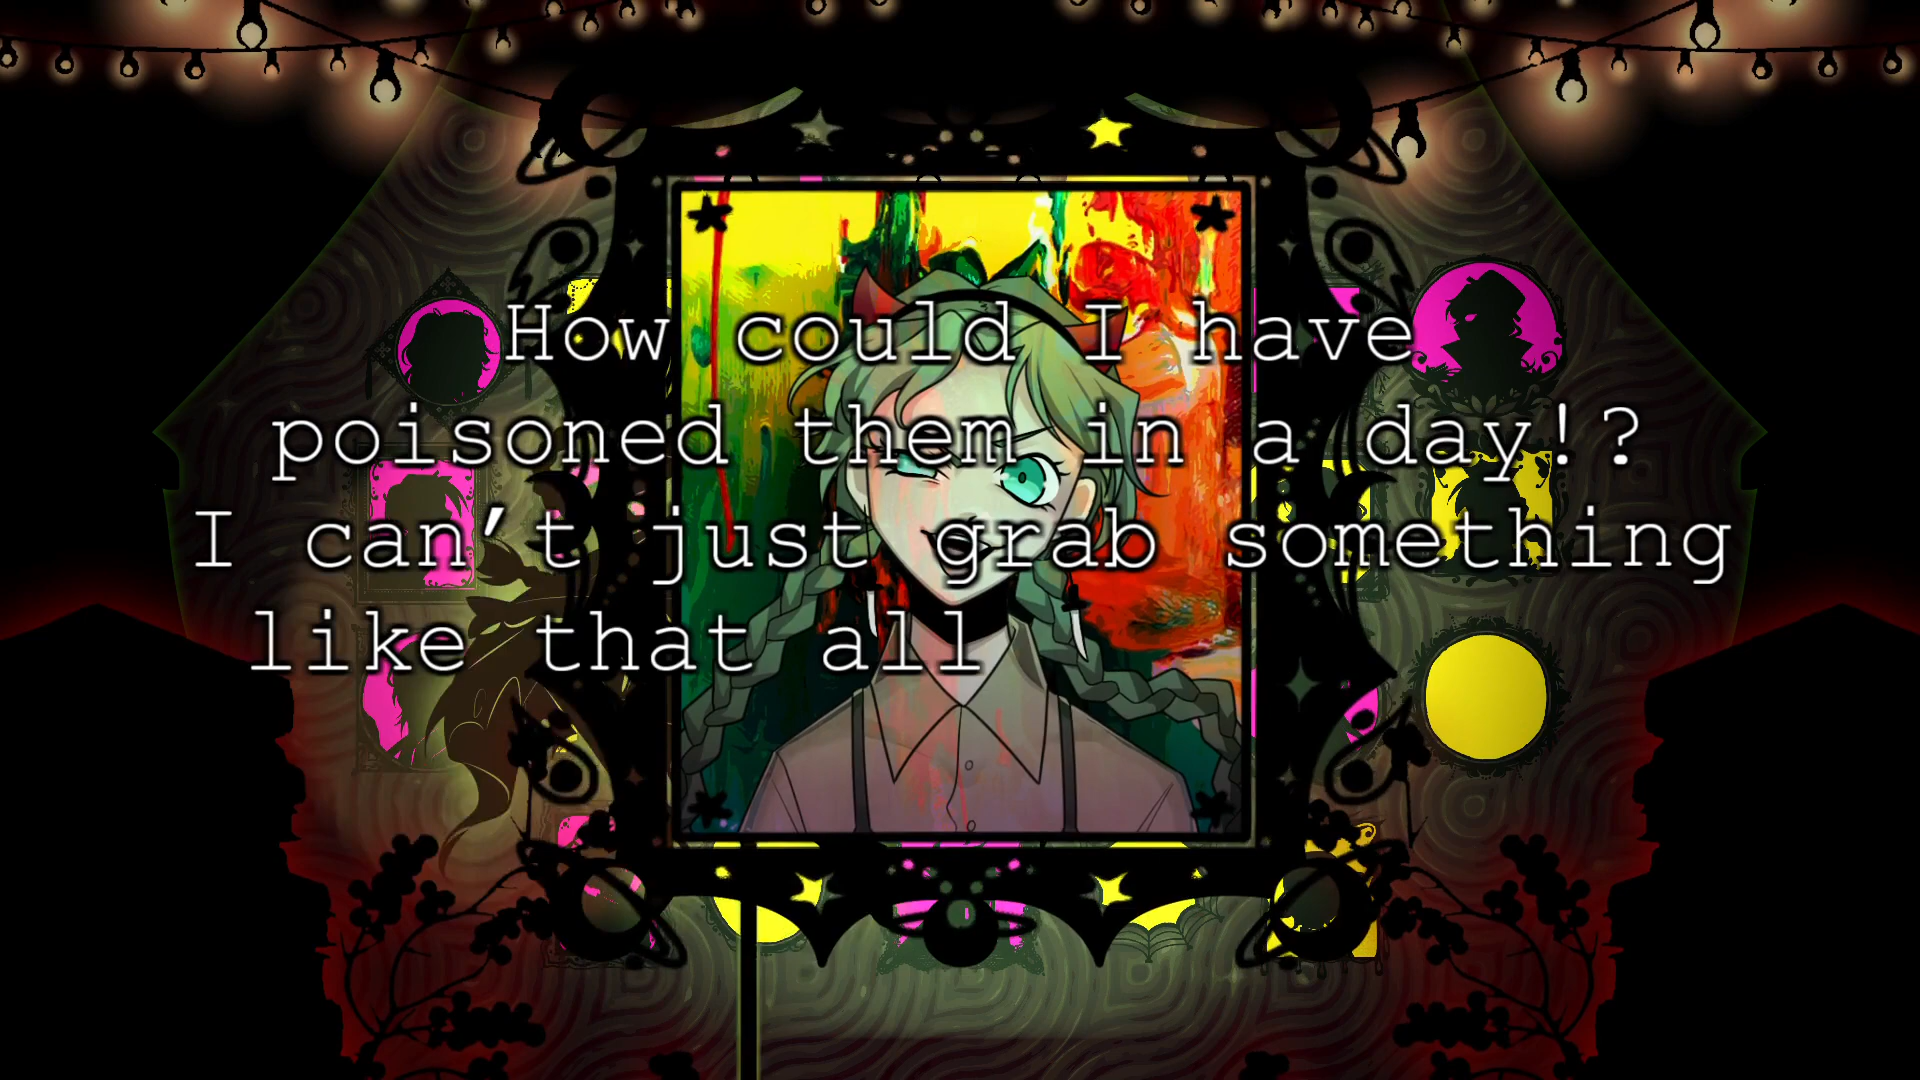 How could I have
poisoned them in a day!?
I can't just grab something
like that all